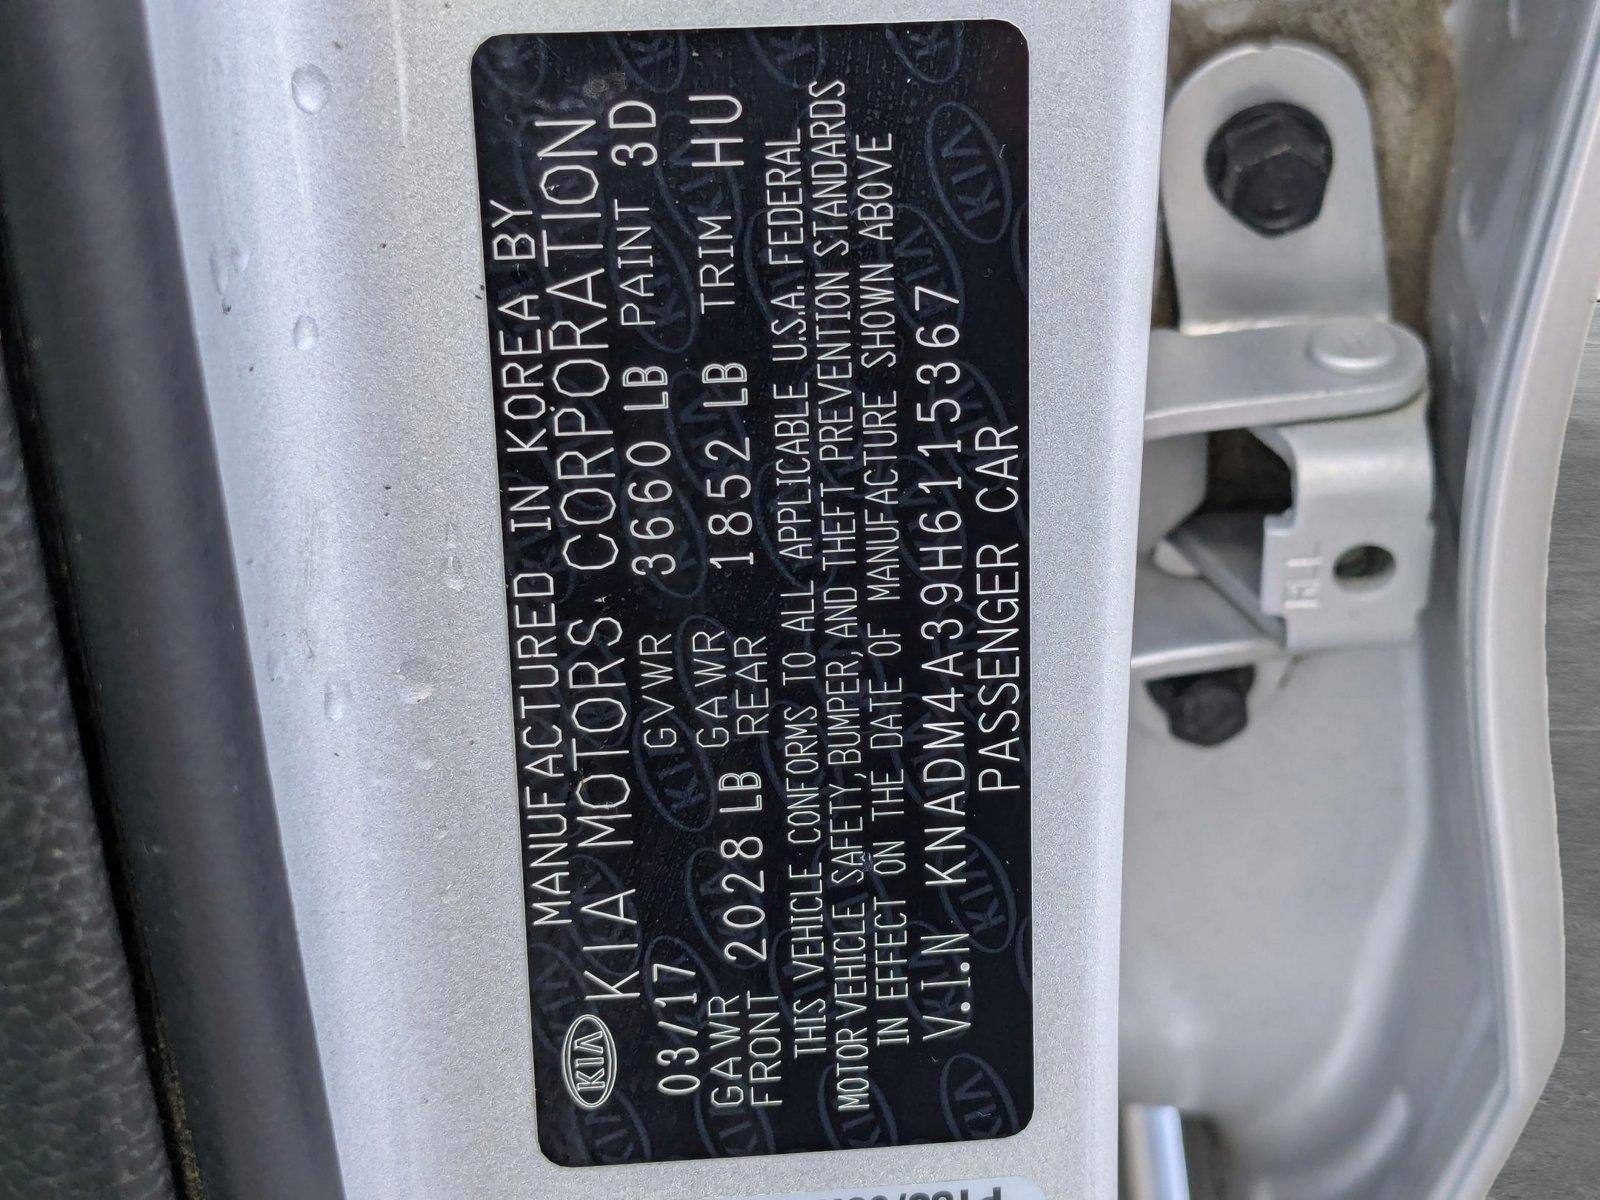 MANUFACTURED IN KOREA BY
KIA KIA MOTORS CORPORATION
03/17 GVWR 3660 LB PAINT 3D
GAWR FRONT 2028 LB GAWR REAR 1852 LB TRIM HU
THIS VEHICLE CONFORMS TO ALL APPLICABLE U.S.A. FEDERAL
MOTOR VEHICLE SAFETY, BUMPER, AND THEFT PREVENTION STANDARDS
IN EFFECT ON THE DATE OF MANUFACTURE SHOWN ABOVE
V.I.N KNADM4A39H6115367
PASSENGER CAR